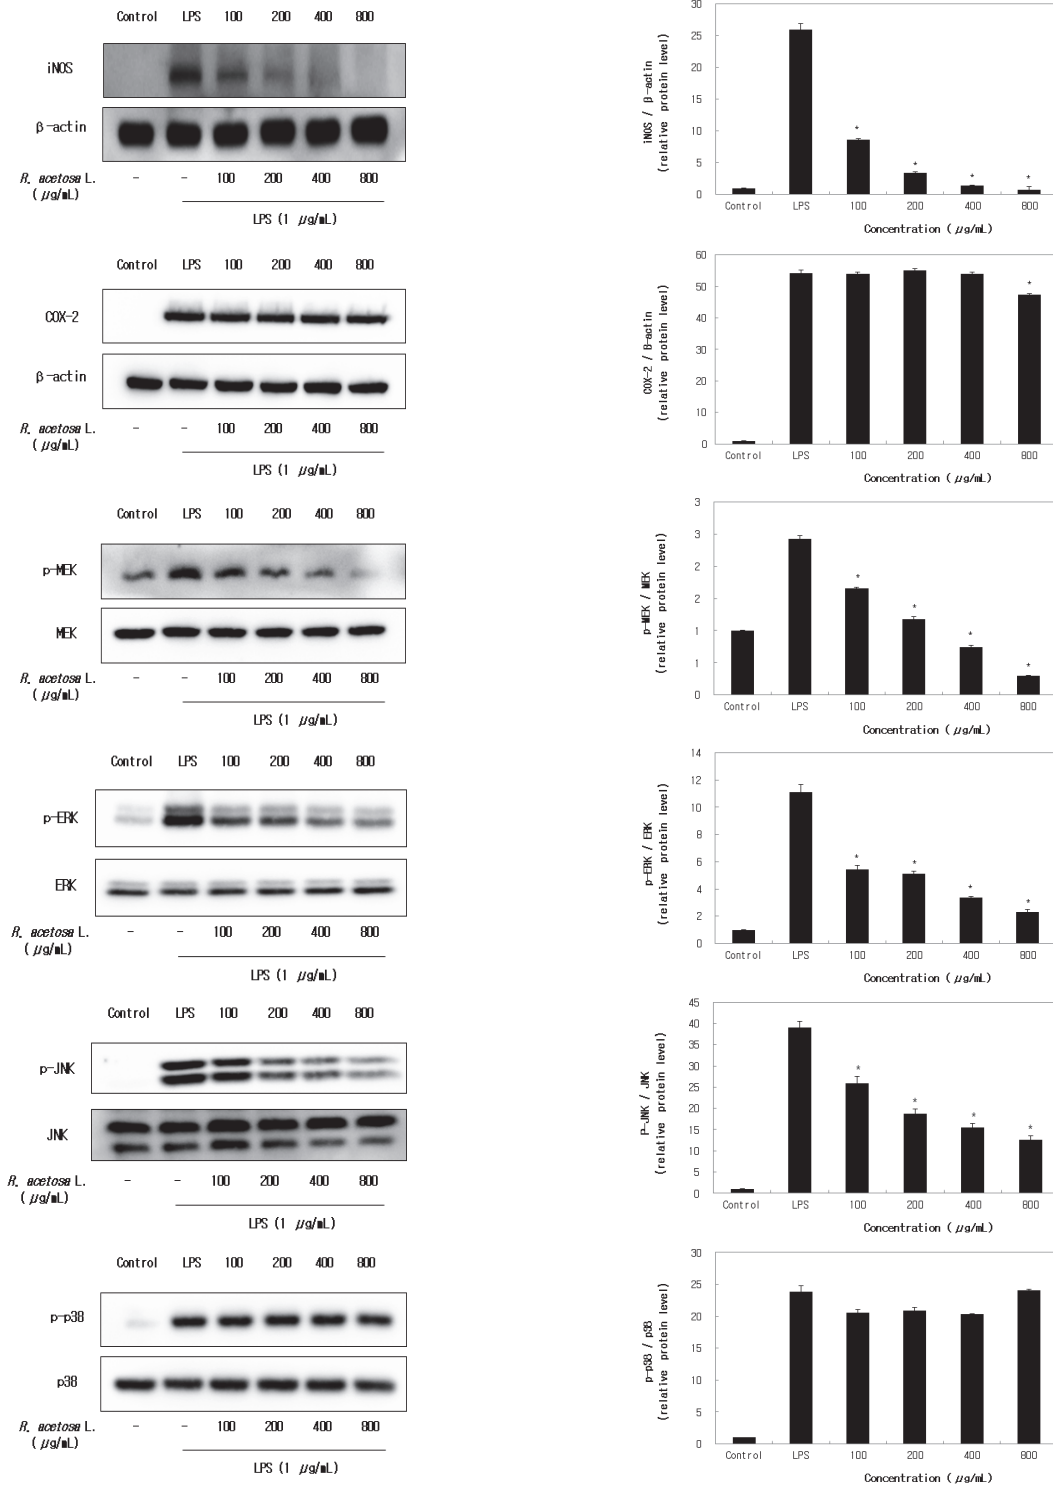 Control LPS 100 200 400 800
iNOS
β-actin
R. acetosa L. - - 100 200 400 800
(μg/mL)
LPS (1 μg/mL)
30
25
20
15
10
5
0
iNOS / β-actin
(relative protein level)
* * * * *
Control LPS 100 200 400 800
Concentration (μg/mL)
Control LPS 100 200 400 800
COX-2
β-actin
R. acetosa L. - - 100 200 400 800
(μg/mL)
LPS (1 μg/mL)
60
50
40
30
20
10
0
COX-2 / B-actin
(relative protein level)
*
Control LPS 100 200 400 800
Concentration (μg/mL)
Control LPS 100 200 400 800
p-MEK
MEK
R. acetosa L. - - 100 200 400 800
(μg/mL)
LPS (1 μg/mL)
3
3
2
2
1
1
0
p-MEK / MEK
(relative protein level)
* * * * *
Control LPS 100 200 400 800
Concentration (μg/mL)
Control LPS 100 200 400 800
p-ERK
ERK
R. acetosa L. - - 100 200 400 800
(μg/mL)
LPS (1 μg/mL)
14
12
10
8
6
4
2
0
p-ERK / ERK
(relative protein level)
* * * * *
Control LPS 100 200 400 800
Concentration (μg/mL)
Control LPS 100 200 400 800
p-JNK
JNK
R. acetosa L. - - 100 200 400 800
(μg/mL)
LPS (1 μg/mL)
45
40
35
30
25
20
15
10
5
0
P-JNK / JNK
(relative protein level)
* * * *
Control LPS 100 200 400 800
Concentration (μg/mL)
Control LPS 100 200 400 800
p-p38
p38
R. acetosa L. - - 100 200 400 800
(μg/mL)
LPS (1 μg/mL)
30
25
20
15
10
5
0
p-p38 / p38
(relative protein level)
Control LPS 100 200 400 800
Concentration (μg/mL)